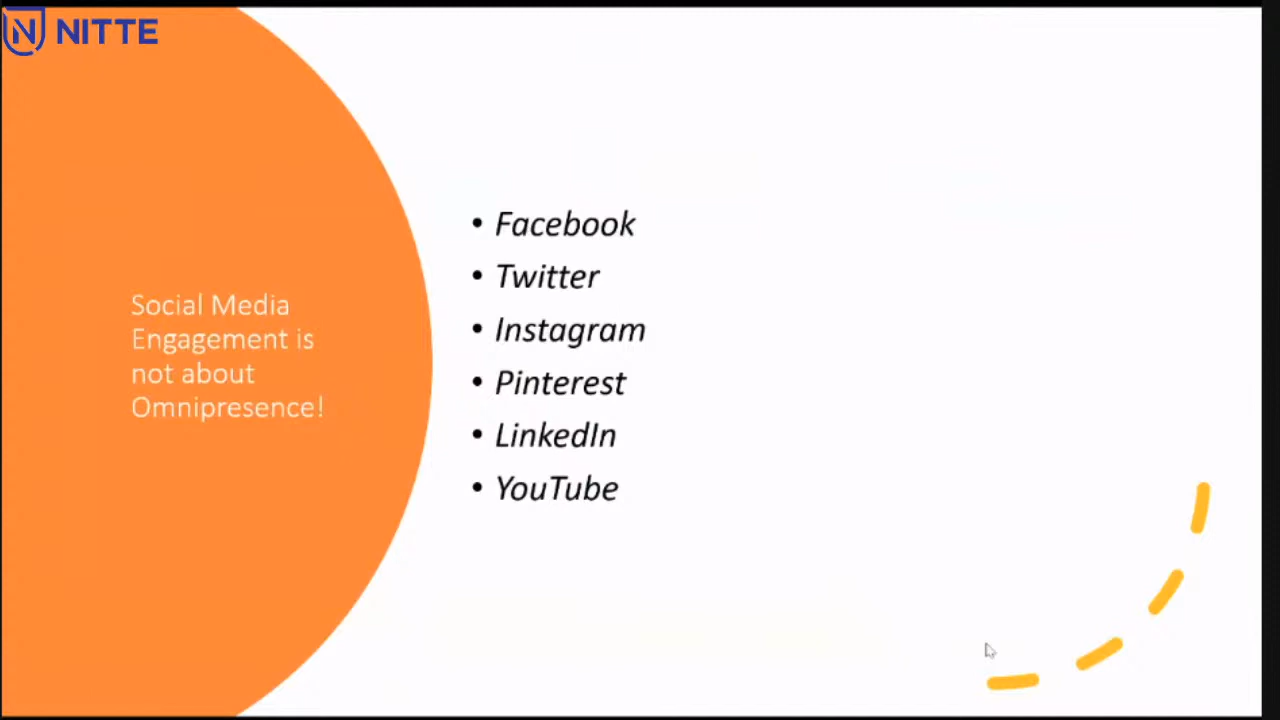 NITTE
Social Media
Engagement is
not about
Omnipresence!
• Facebook
• Twitter
• Instagram
• Pinterest
• LinkedIn
• YouTube